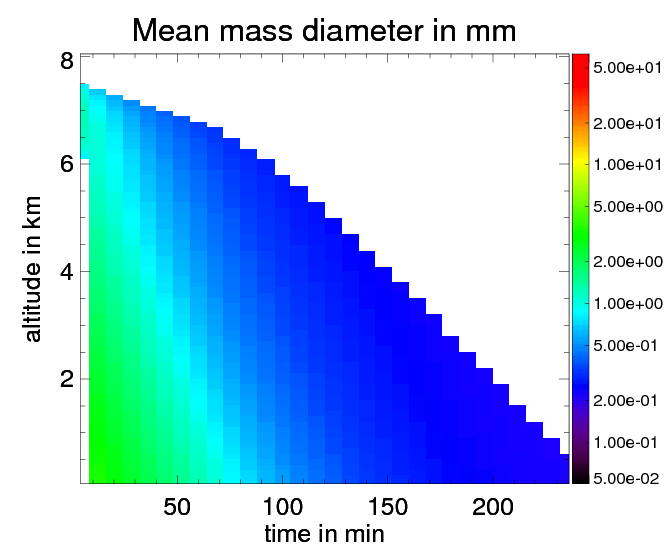 Mean mass diameter in mm
8
6
4
2
altitude in km
50 100 150 200
time in min
5.00e+01
2.00e+01
1.00e+01
5.00e+00
2.00e+00
1.00e+00
5.00e-01
2.00e-01
1.00e-01
5.00e-02